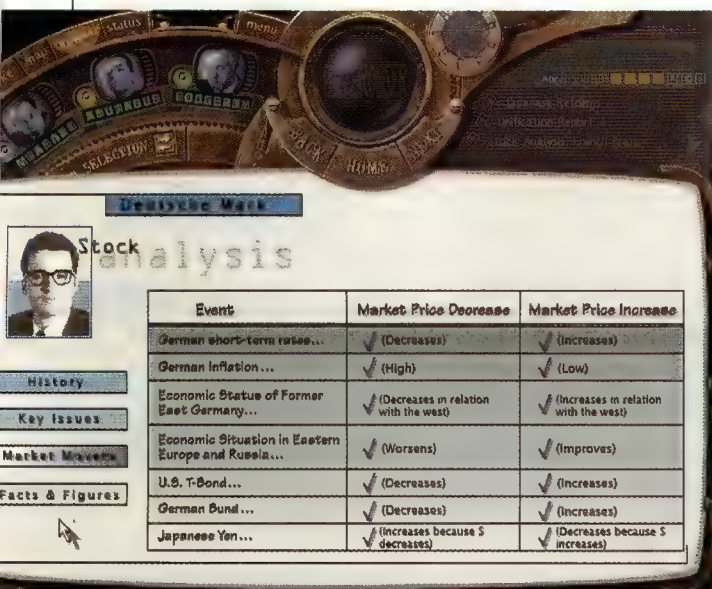 status
menu
AQUARIUS
SELECTION
BACK
HOME
NEXT
Deutsche Mark
Stock
analysis
Event Market Price Decrease Market Price Increase
German short-term rates... (Decreases) (Increases)
German Inflation... (High) (Low)
Economic Status of Former (Decreases in relation (Increases in relation
East Germany... with the west) with the west)
Economic Situation in Eastern
Europe and Russia... (Worsens) (Improves)
U.S. T-Bond... (Decreases) (Increases)
German Bund... (Decreases) (Increases)
Japanese Yen... (Increases because $ (Decreases because $
decreases) increases)
History
Key Issues
Market Movers
Facts & Figures